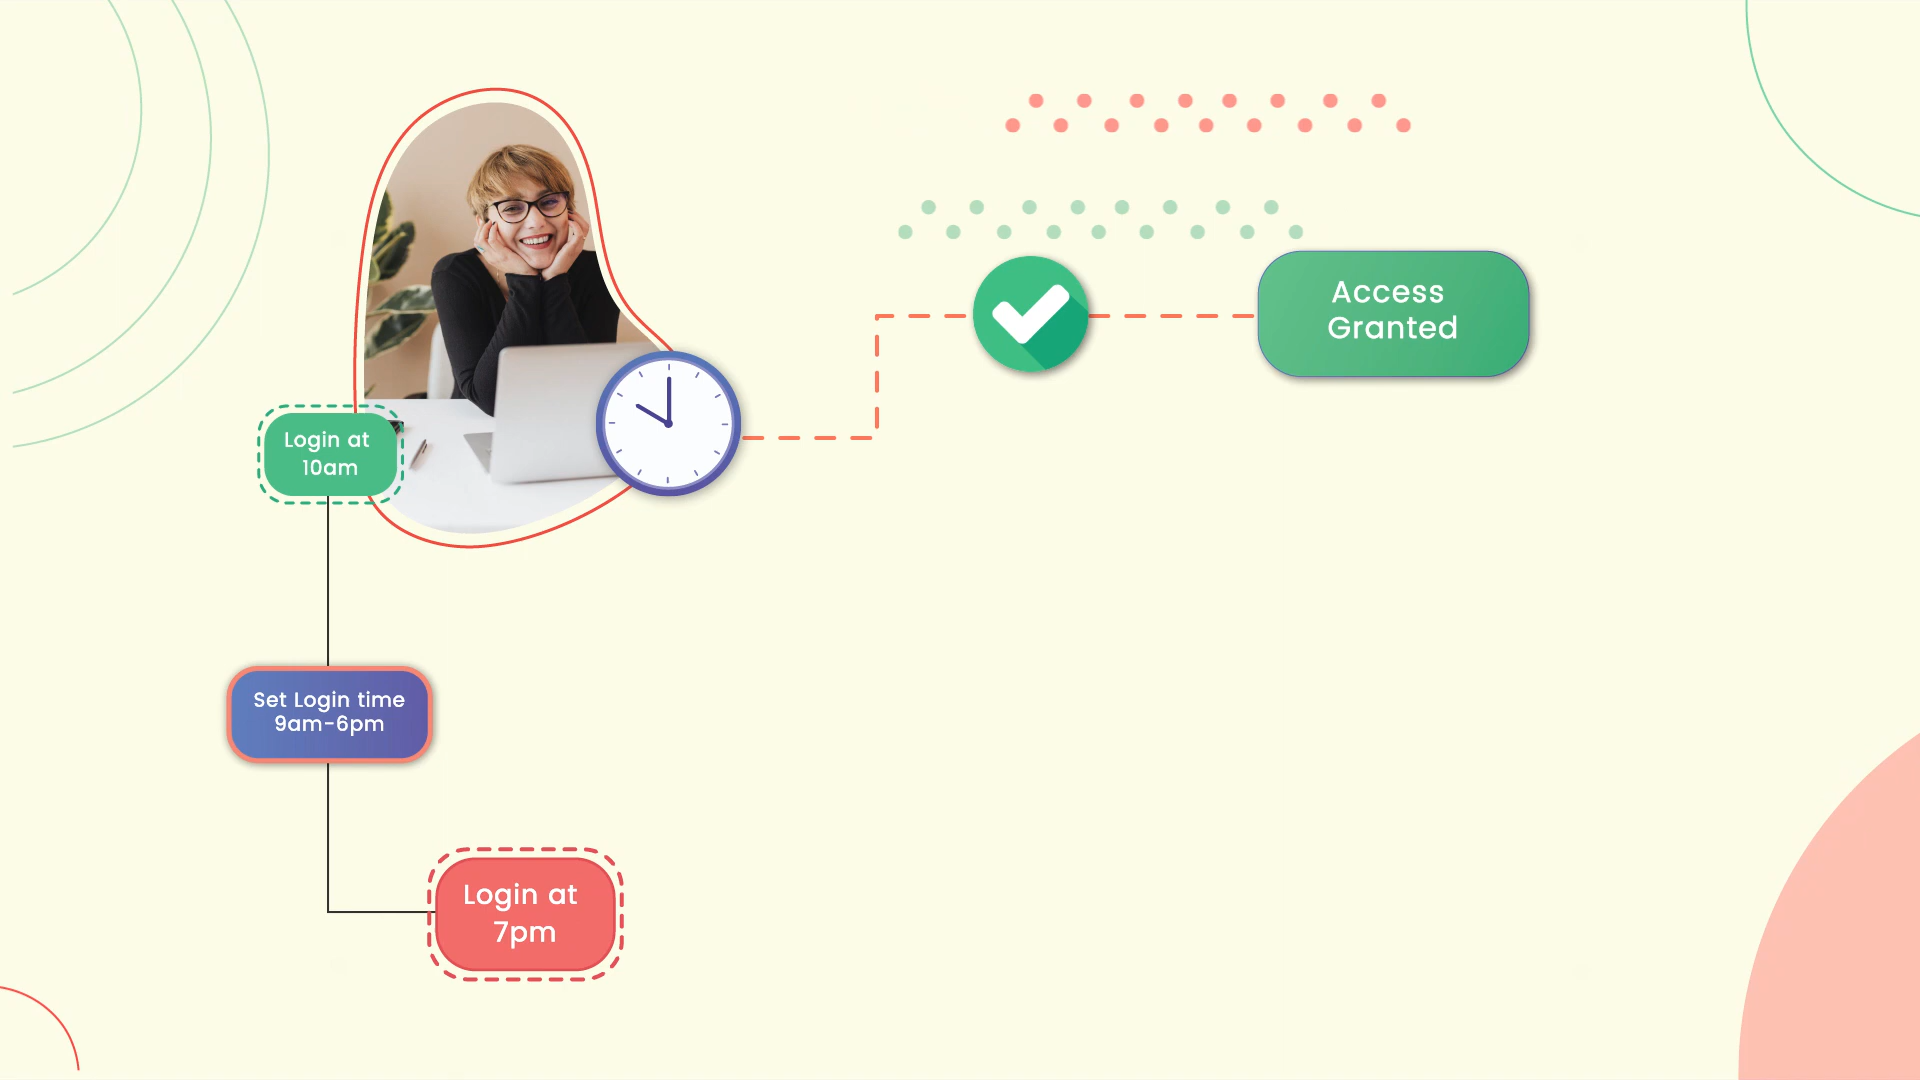 Access
Granted
Login at
10am
Set Login time
9am-6pm
Login at
7pm